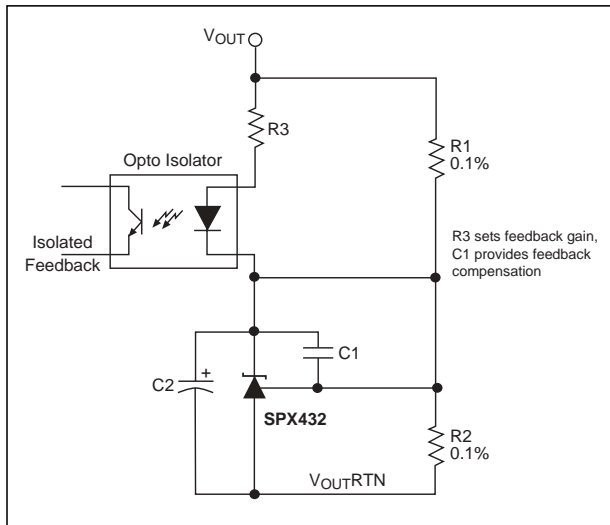 VOUT
R3
R1
0.1%
Opto Isolator
Isolated
Feedback
R3 sets feedback gain,
C1 provides feedback
compensation
C1
C2
+
SPX432
R2
0.1%
VOUTRTN